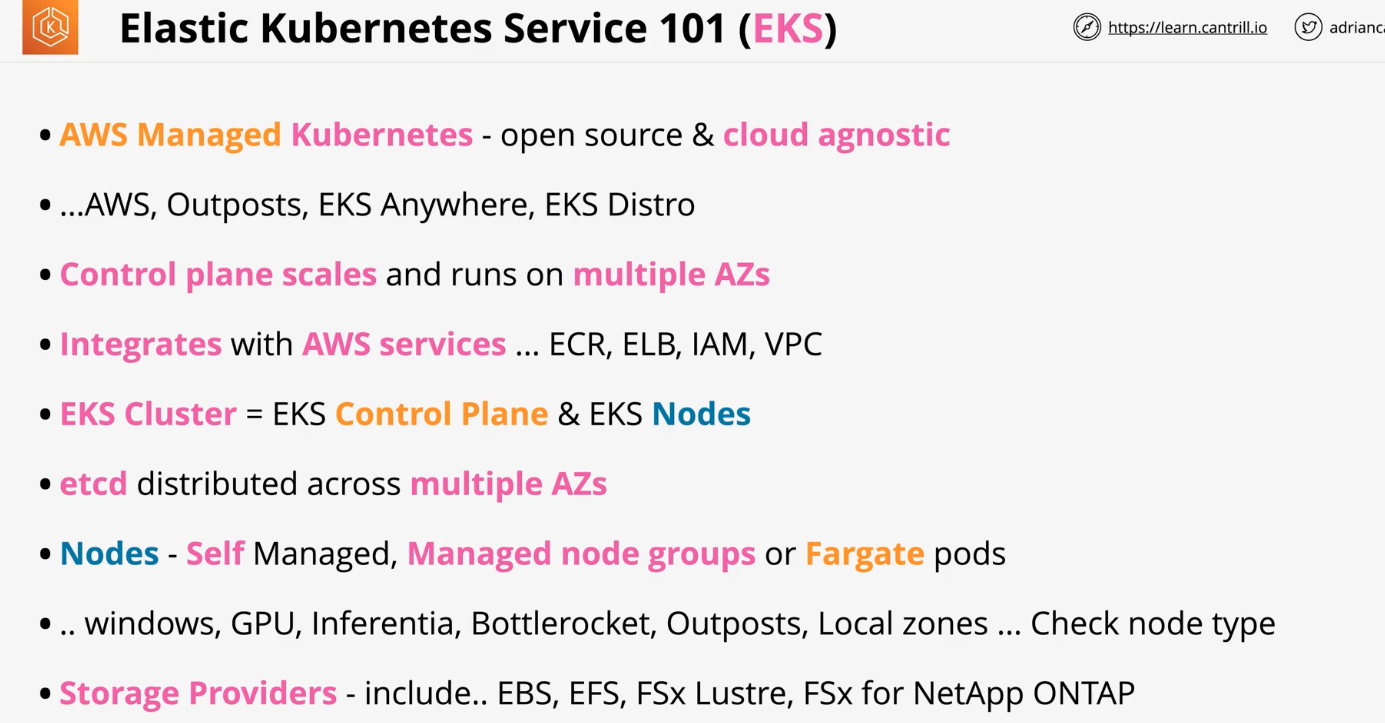 Elastic Kubernetes Service 101 (EKS)
https://learn.cantrill.io
adrianc
• AWS Managed Kubernetes - open source & cloud agnostic
• ...AWS, Outposts, EKS Anywhere, EKS Distro
• Control plane scales and runs on multiple AZs
• Integrates with AWS services ... ECR, ELB, IAM, VPC
• EKS Cluster = EKS Control Plane & EKS Nodes
• etcd distributed across multiple AZs
• Nodes - Self Managed, Managed node groups or Fargate pods
• .. windows, GPU, Inferentia, Bottlerocket, Outposts, Local zones ... Check node type
• Storage Providers - include.. EBS, EFS, FSx Lustre, FSx for NetApp ONTAP